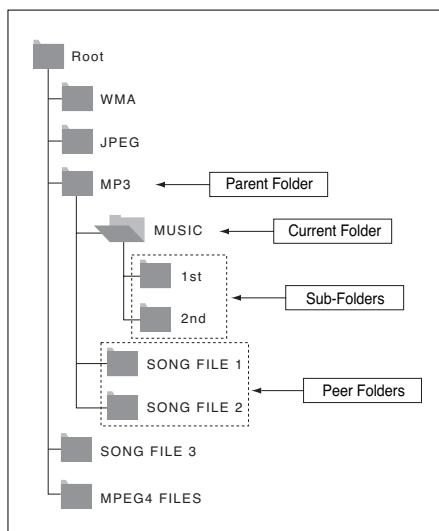 Root
WMA
JPEG
MP3
Parent Folder
MUSIC
Current Folder
1st
Sub-Folders
2nd
SONG FILE 1
Peer Folders
SONG FILE 2
SONG FILE 3
MPEG4 FILES